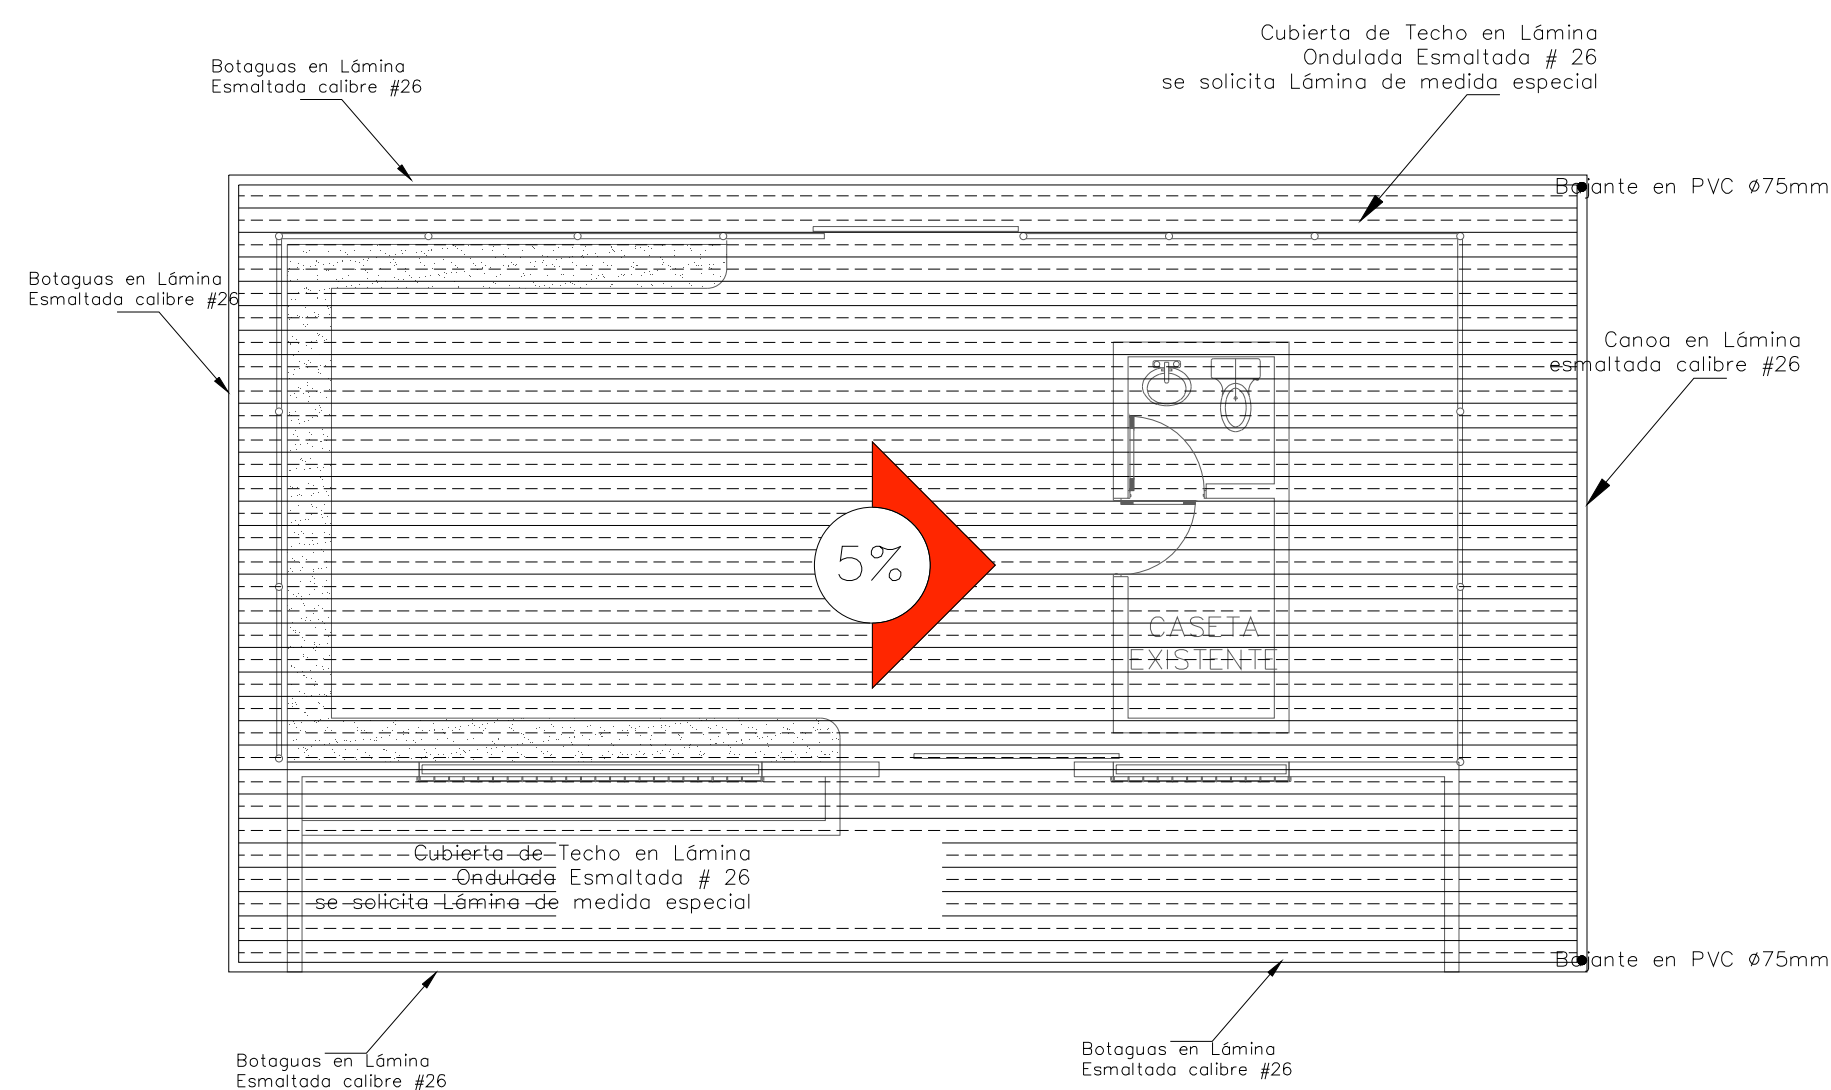 Cubierta de Techo en Lámina
Ondulada Esmaltada # 26
se solicita Lámina de medida especial
Botaguas en Lámina
Esmaltada calibre #26
Bajante en PVC Ø75mm
Botaguas en Lámina
Esmaltada calibre #26
Canoa en Lámina
esmaltada calibre #26
5%
CASETA
EXISTENTE
Cubierta de Techo en Lámina
Ondulada Esmaltada # 26
se solicita Lámina de medida especial
Bajante en PVC Ø75mm
Botaguas en Lámina
Esmaltada calibre #26
Botaguas en Lámina
Esmaltada calibre #26